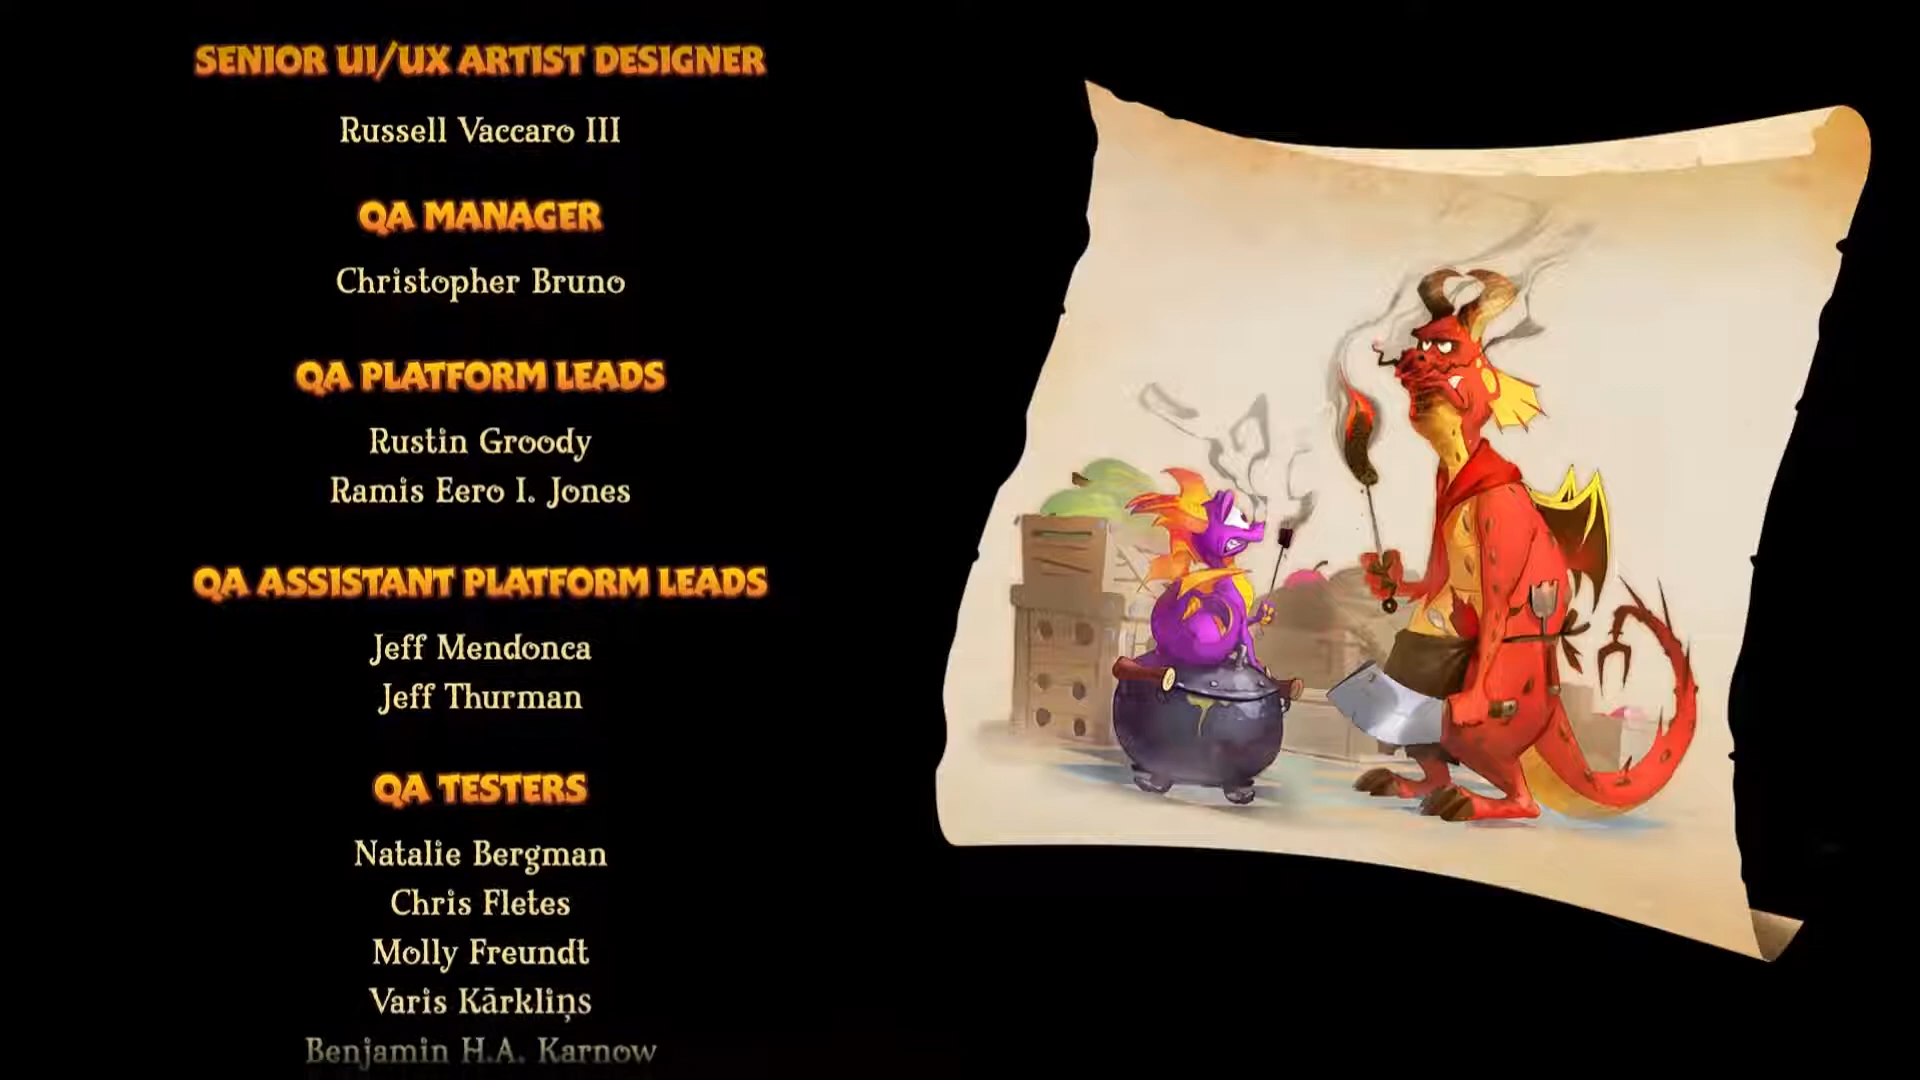 SENIOR UI/UX ARTIST DESIGNER
Russell Vaccaro III
QA MANAGER
Christopher Bruno
QA PLATFORM LEADS
Rustin Groody
Ramis Eero I. Jones
QA ASSISTANT PLATFORM LEADS
Jeff Mendonca
Jeff Thurman
QA TESTERS
Natalie Bergman
Chris Fletes
Molly Freundt
Varis Kārkliņs
Benjamin H.A. Karnow